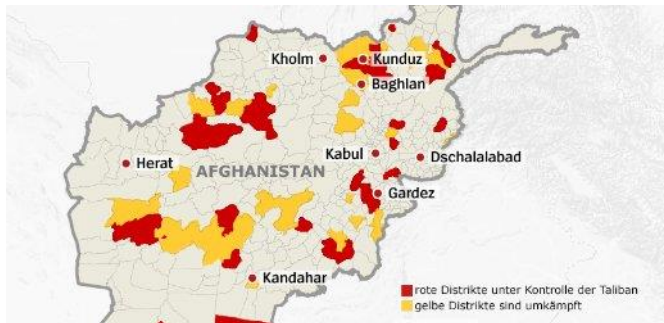 Kholm
Kunduz
Baghlan
Kabul
Dschalalabad
Herat
AFGHANISTAN
Gardez
Kandahar
rote Distrikte unter Kontrolle der Taliban
gelbe Distrikte sind umkämpft